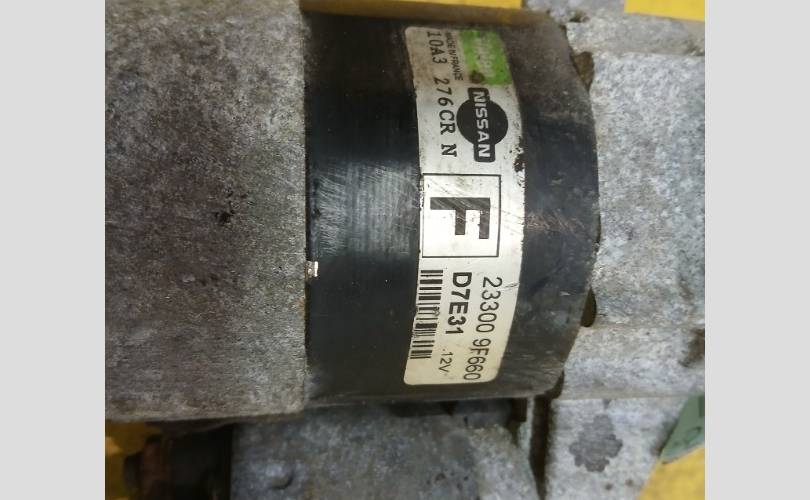 MADE IN FRANCE
10A3 276CR N
NISSAN
F
23300 9F660
D7E31
12V